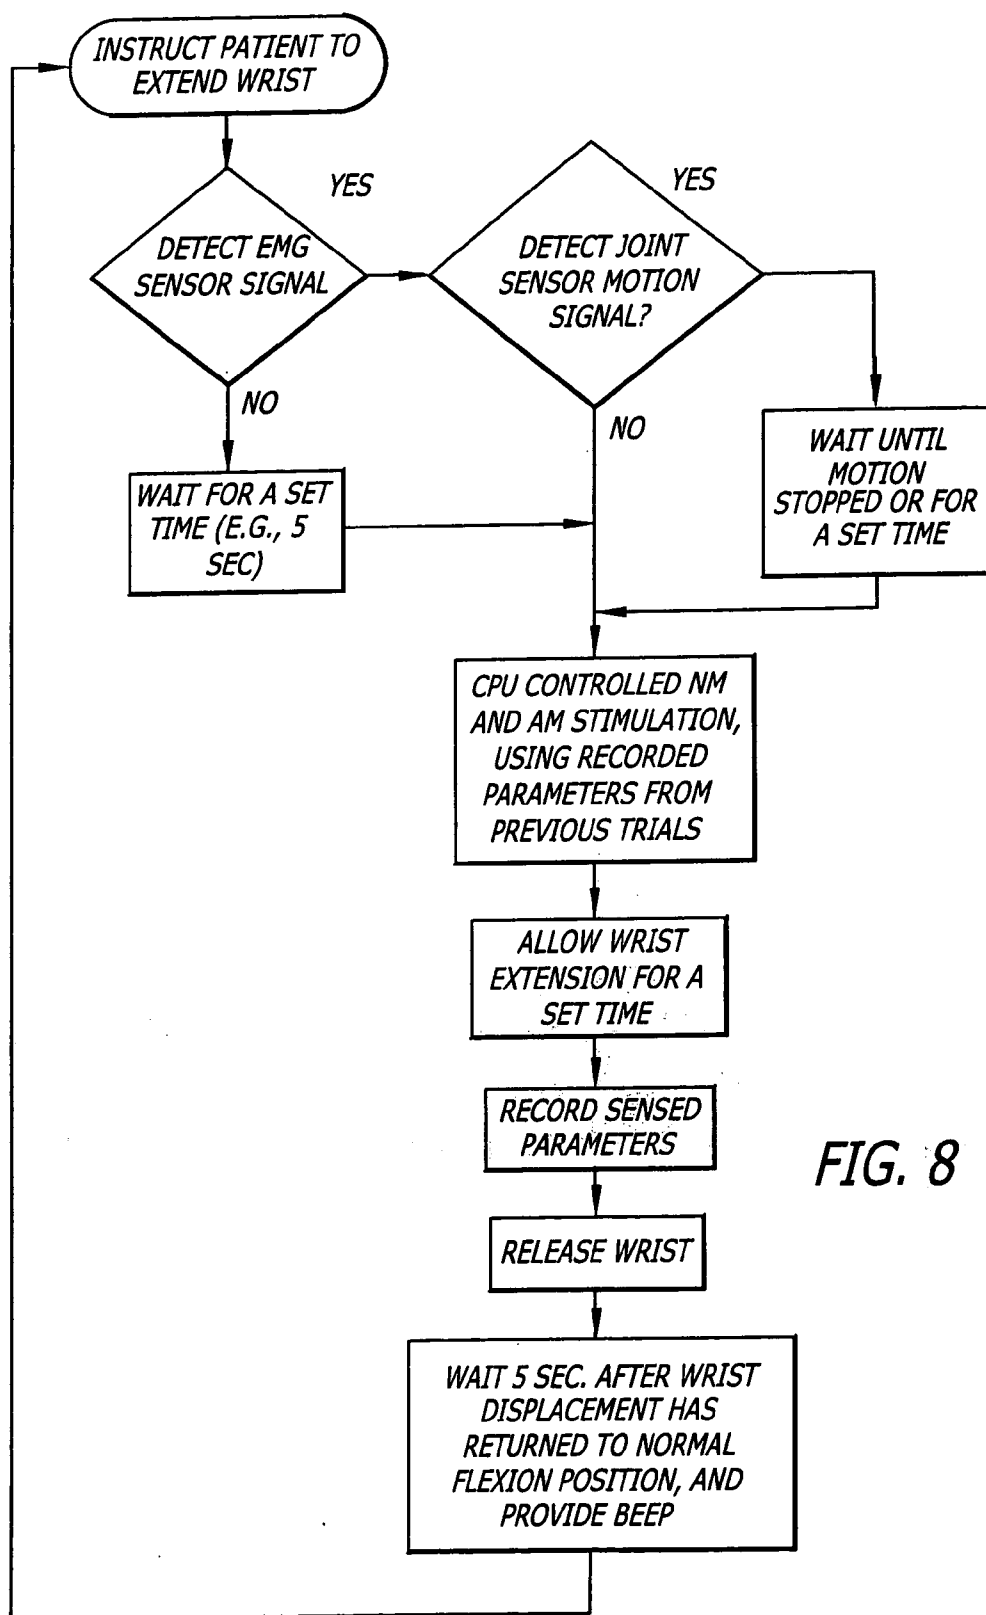 INSTRUCT PATIENT TO
EXTEND WRIST
YES
DETECT EMG
SENSOR SIGNAL
NO
YES
DETECT JOINT
SENSOR MOTION
SIGNAL?
NO
WAIT FOR A SET
TIME (E.G., 5
SEC)
WAIT UNTIL
MOTION
STOPPED OR FOR
A SET TIME
CPU CONTROLLED NM
AND AM STIMULATION,
USING RECORDED
PARAMETERS FROM
PREVIOUS TRIALS
ALLOW WRIST
EXTENSION FOR A
SET TIME
RECORD SENSED
PARAMETERS
FIG. 8
RELEASE WRIST
WAIT 5 SEC. AFTER WRIST
DISPLACEMENT HAS
RETURNED TO NORMAL
FLEXION POSITION, AND
PROVIDE BEEP